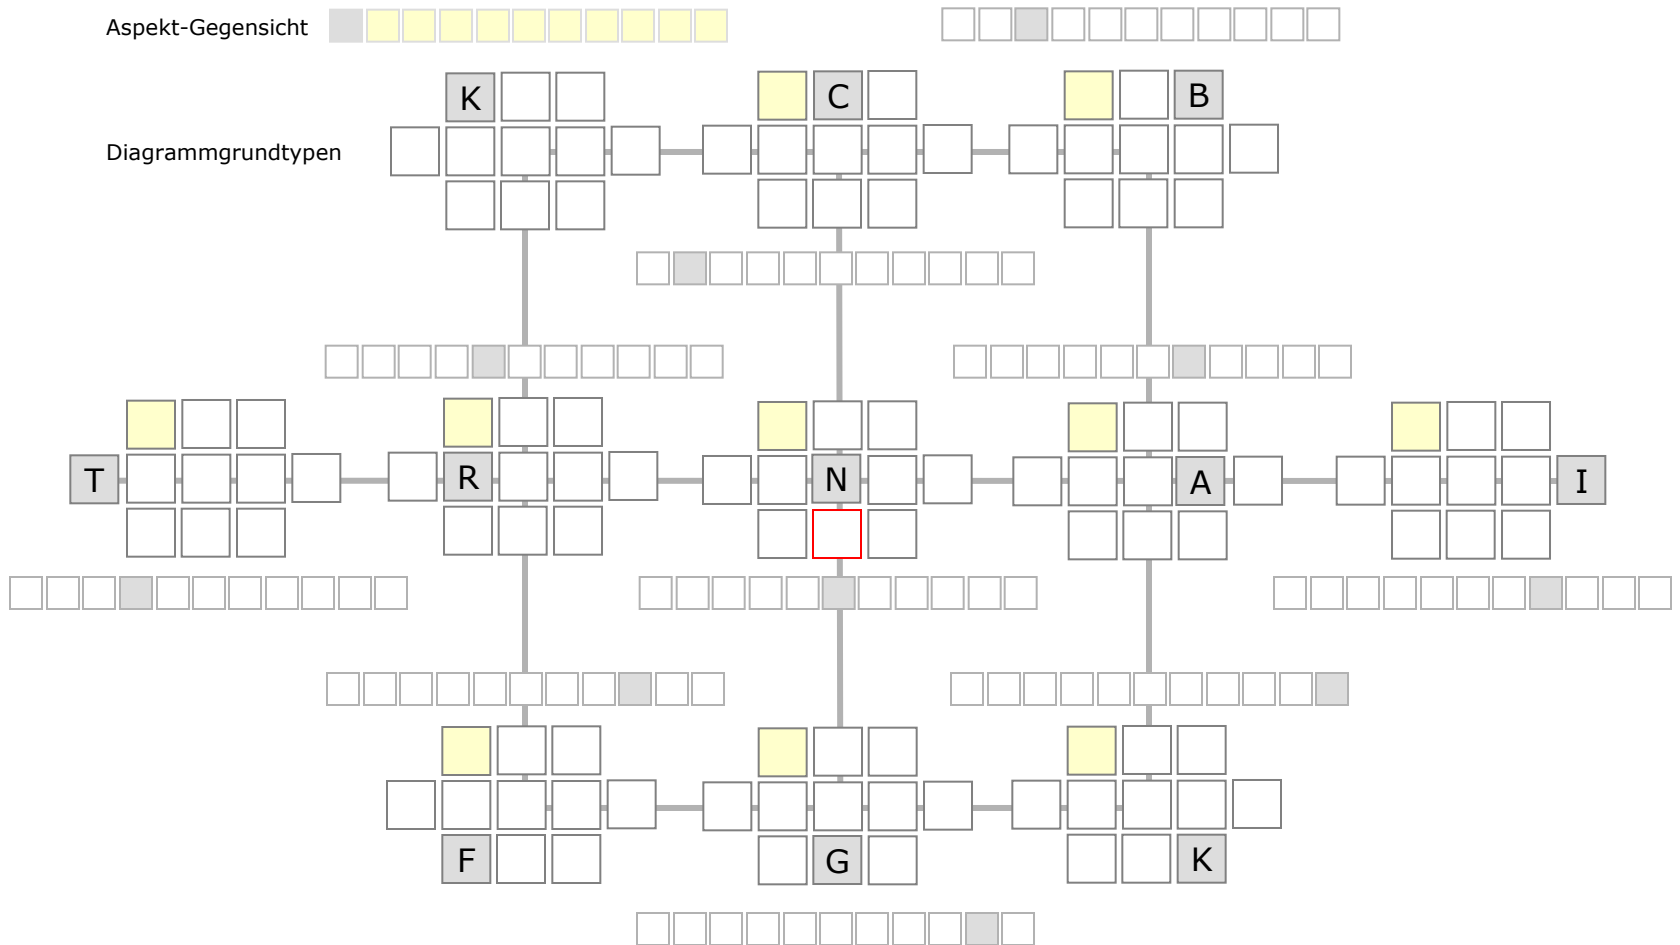 Aspekt-Gegensicht
K C B
Diagrammgrundtypen
T R N A I
F G K